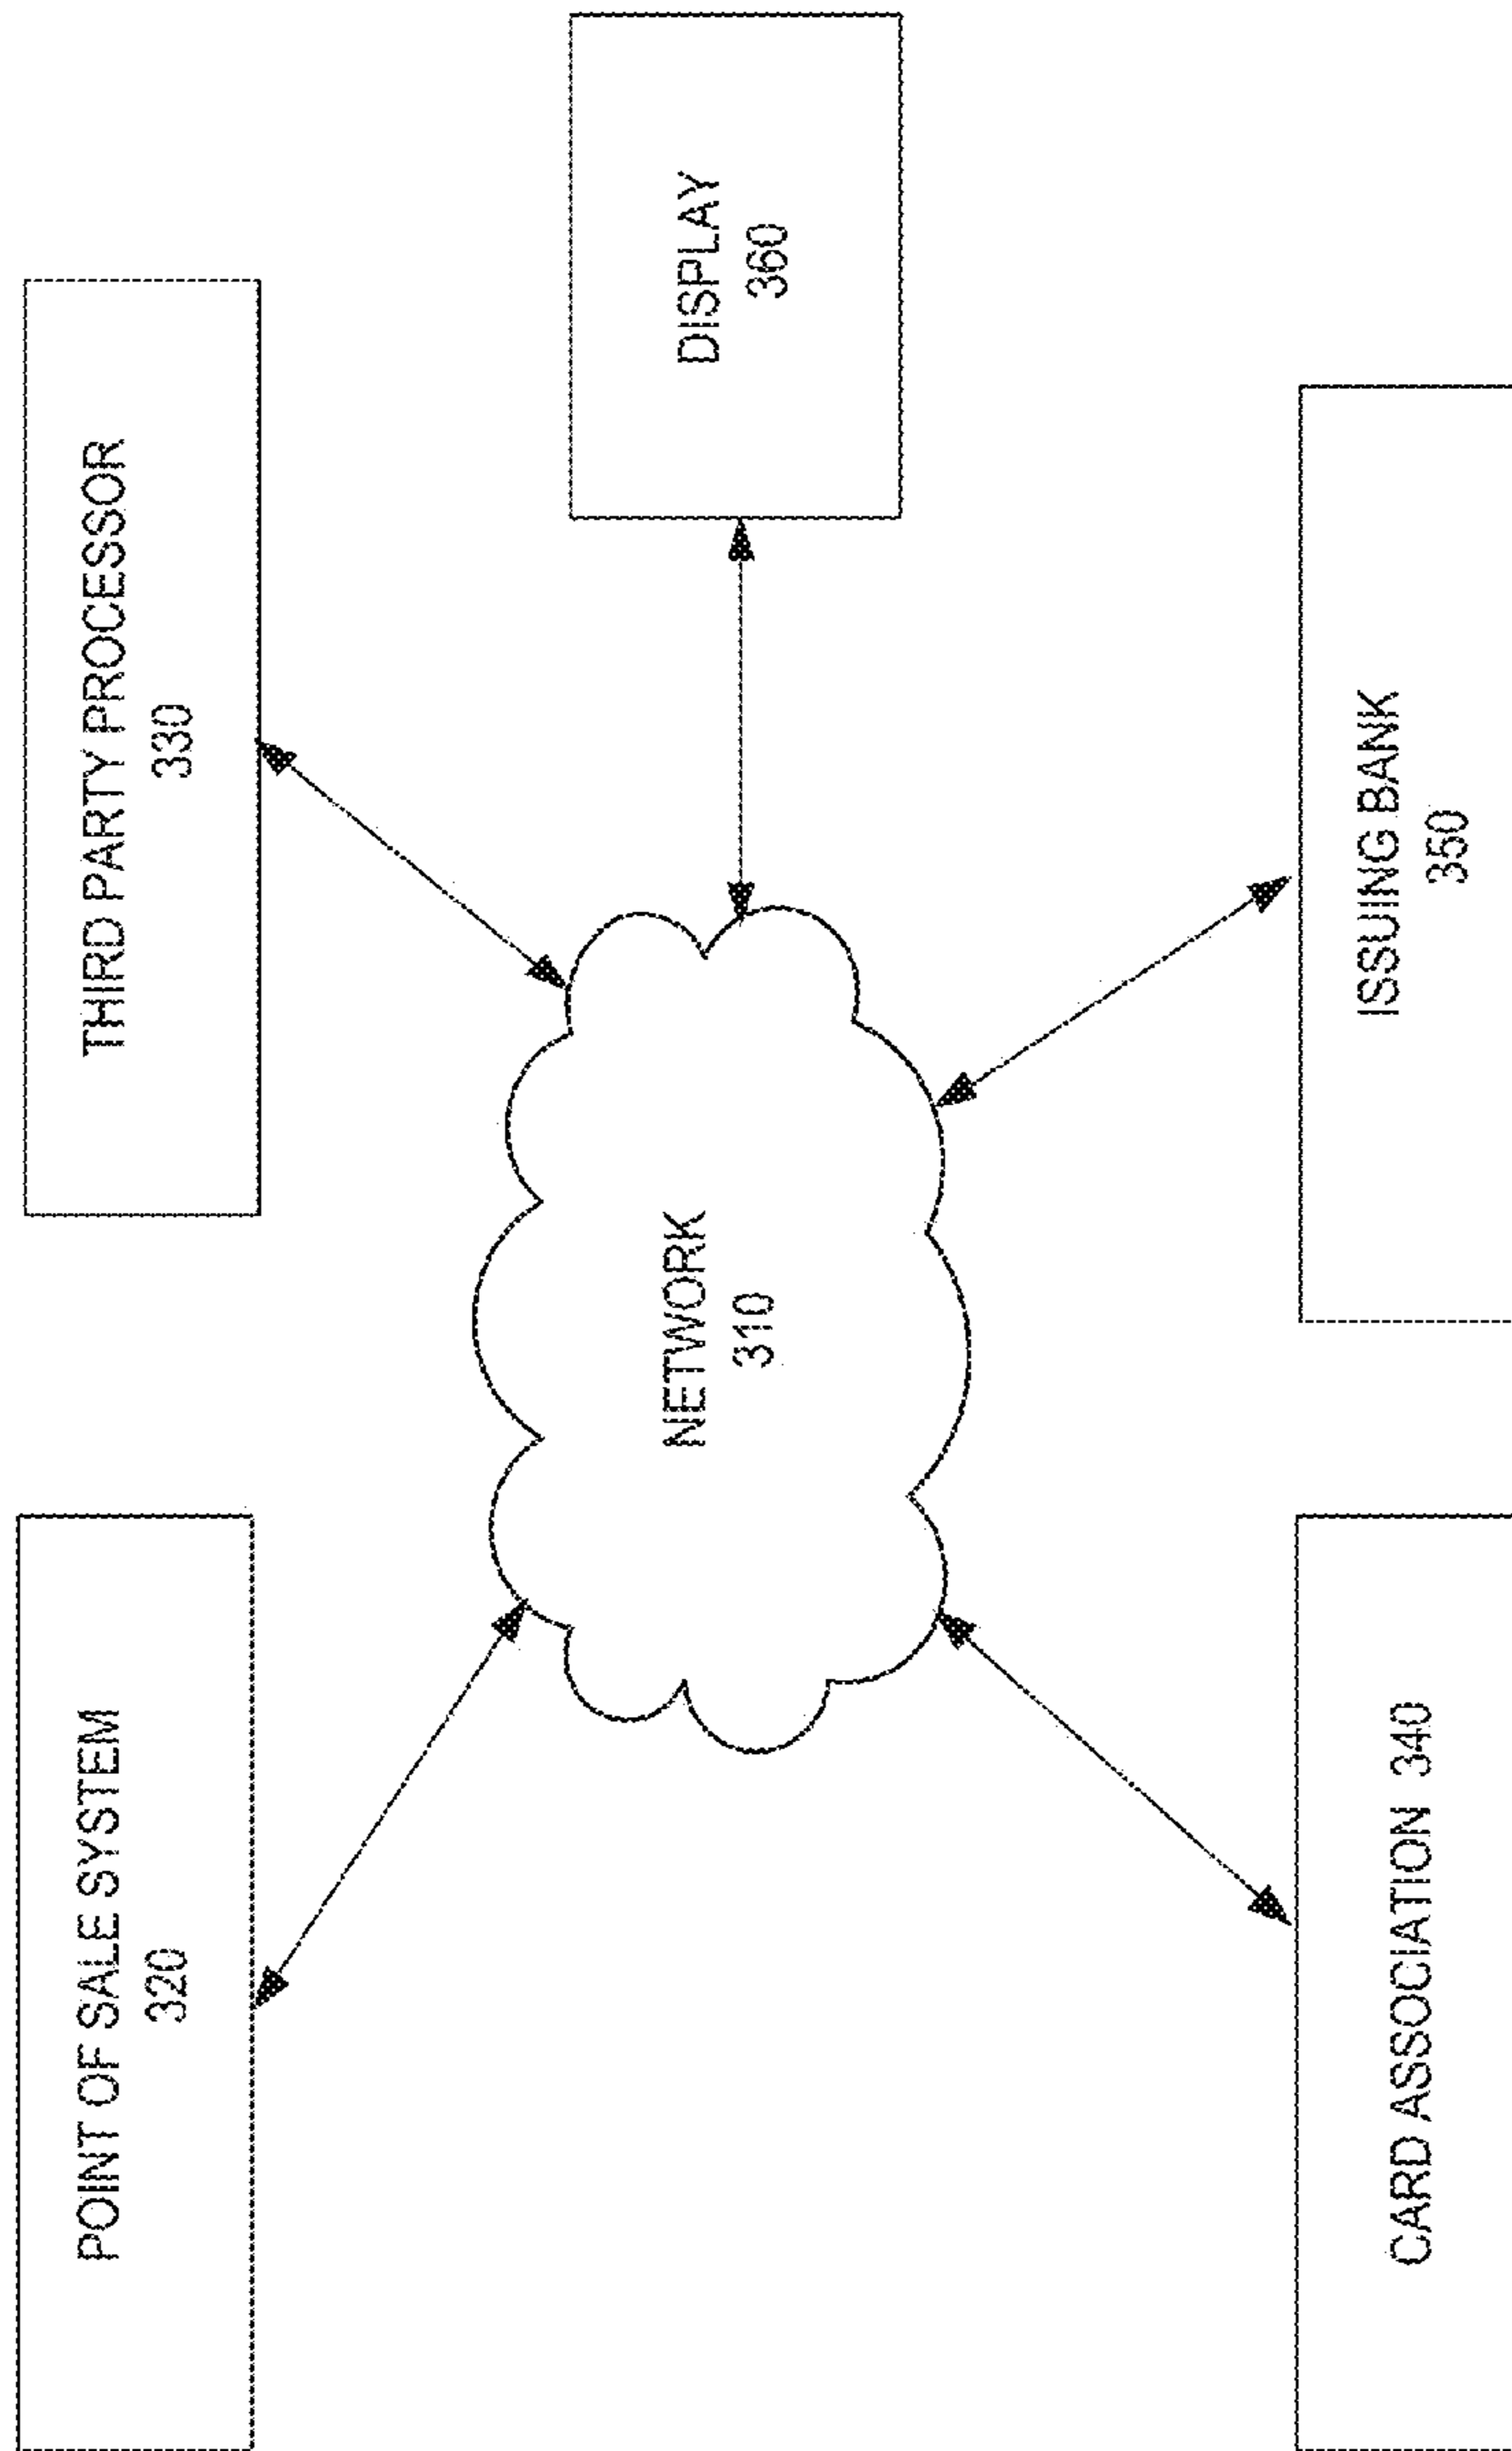 POINT OF SALE SYSTEM
320
THIRD PARTY PROCESSOR
330
NETWORK
310
DISPLAY
360
CARD ASSOCIATION 340
ISSUING BANK
350